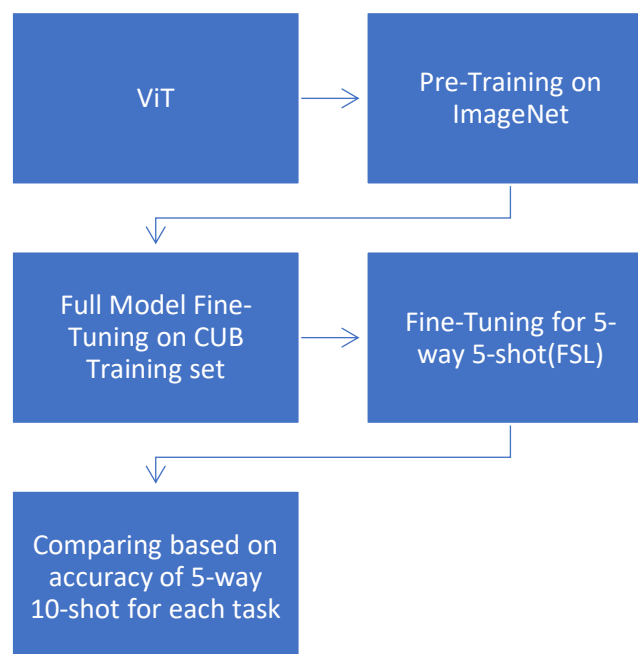 ViT
Pre-Training on
ImageNet
Full Model Fine-
Tuning on CUB
Training set
Fine-Tuning for 5-
way 5-shot(FSL)
Comparing based on
accuracy of 5-way
10-shot for each task